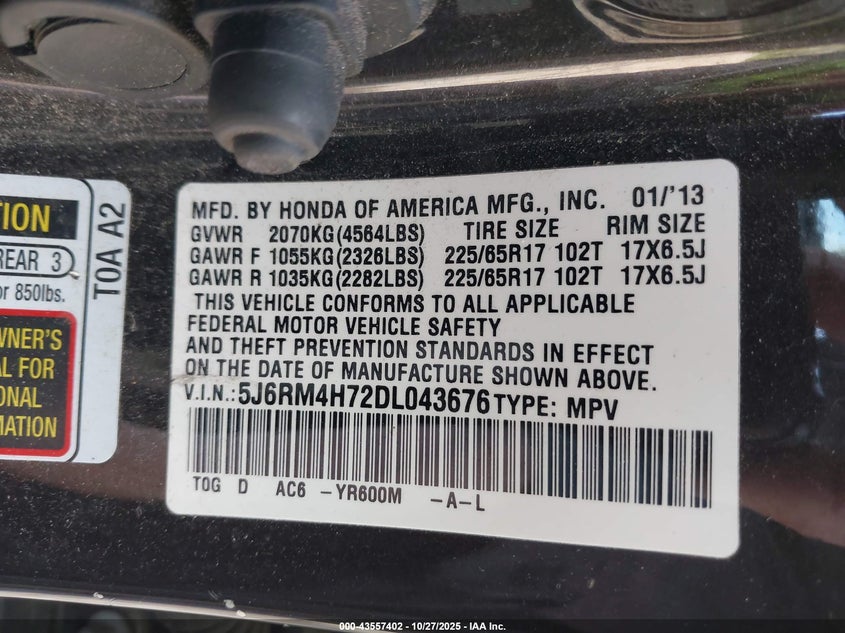 TION
REAR 3
or 850lbs.
WNER'S
AL FOR
ONAL
MATION
T0A A2
MFD. BY HONDA OF AMERICA MFG., INC. 01/'13
GVWR 2070KG(4564LBS) TIRE SIZE RIM SIZE
GAWR F 1055KG(2326LBS) 225/65R17 102T 17X6.5J
GAWR R 1035KG(2282LBS) 225/65R17 102T 17X6.5J
THIS VEHICLE CONFORMS TO ALL APPLICABLE
FEDERAL MOTOR VEHICLE SAFETY
AND THEFT PREVENTION STANDARDS IN EFFECT
ON THE DATE OF MANUFACTURE SHOWN ABOVE.
V.I.N.: 5J6RM4H72DL043676 TYPE: MPV
T0G D AC6 -YR600M -A-L
000-43557402 - 10/27/2025 - IAA Inc.